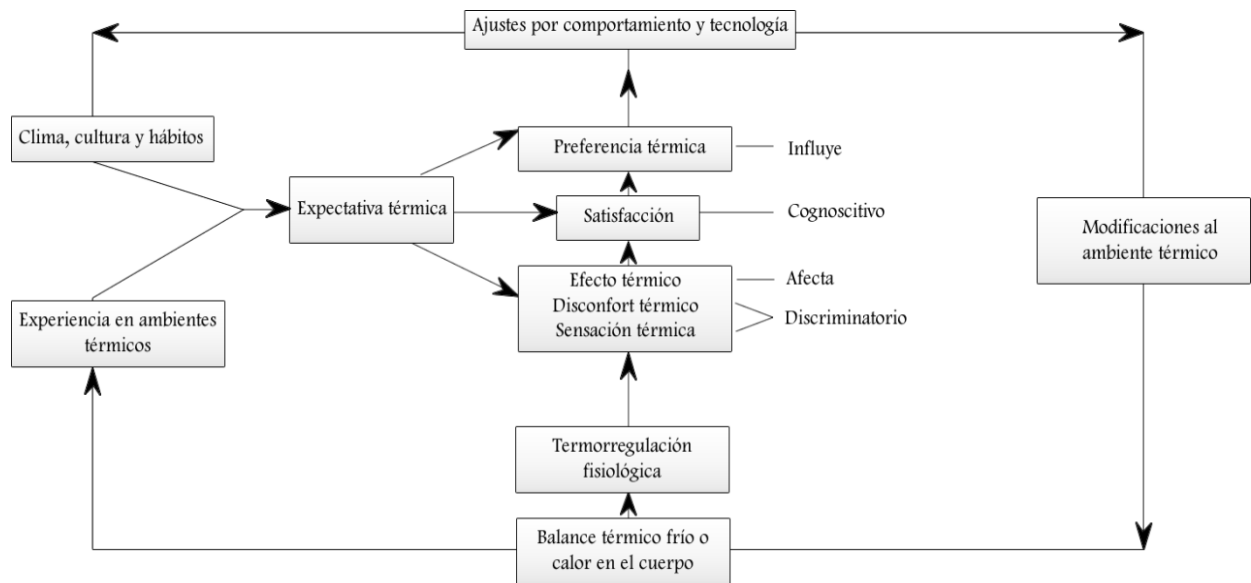 Ajustes por comportamiento y tecnología
Clima, cultura y hábitos
Preferencia térmica
Influye
Expectativa térmica
Satisfacción
Cognoscitivo
Modificaciones al
ambiente térmico
Efecto térmico
Disconfort térmico
Sensación térmica
Afecta
Discriminatorio
Experiencia en ambientes
térmicos
Termorregulación
fisiológica
Balance térmico frío o
calor en el cuerpo